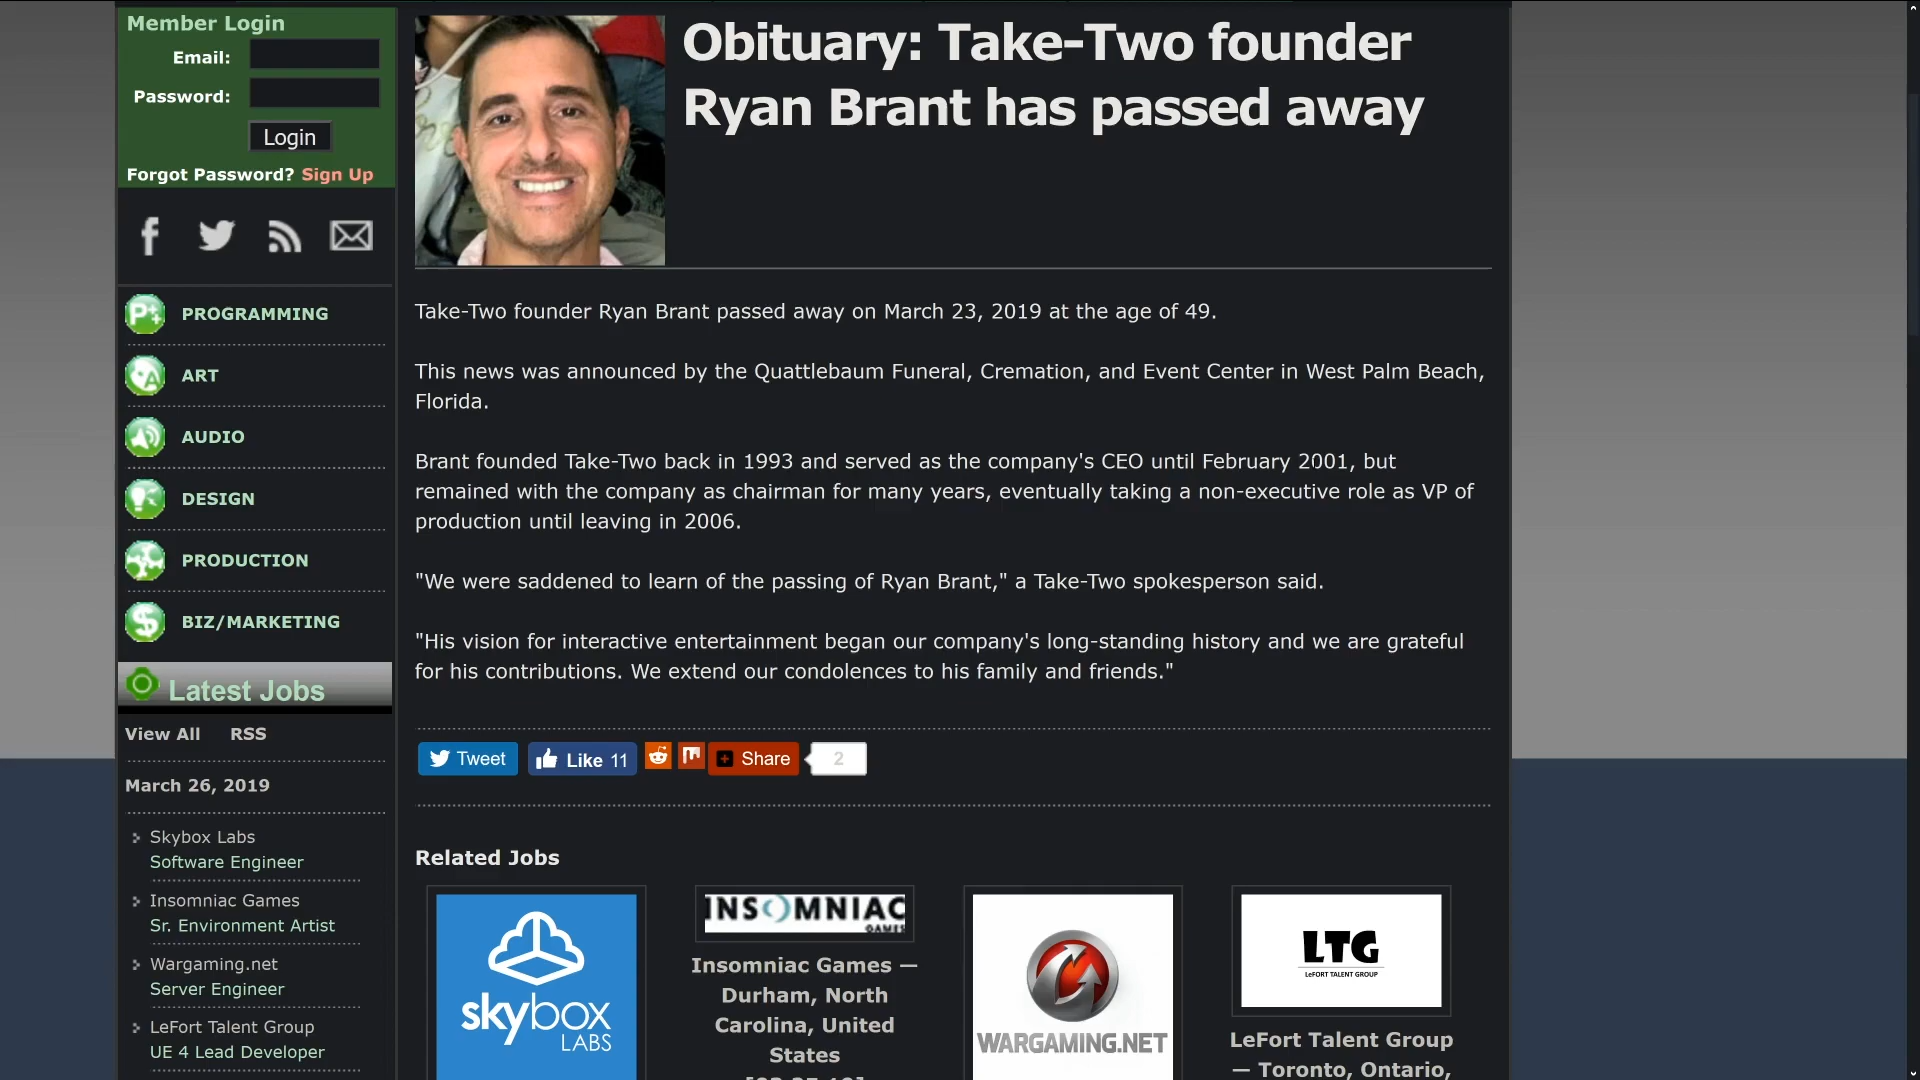 Member Login
Email:
Password:
Login
Forgot Password? Sign Up
PROGRAMMING
ART
AUDIO
DESIGN
PRODUCTION
BIZ/MARKETING
Latest Jobs
View All RSS
March 26, 2019
Skybox Labs
Software Engineer
Insomniac Games
Sr. Environment Artist
Wargaming.net
Server Engineer
LeFort Talent Group
UE 4 Lead Developer
Obituary: Take-Two founder
Ryan Brant has passed away
Take-Two founder Ryan Brant passed away on March 23, 2019 at the age of 49.
This news was announced by the Quattlebaum Funeral, Cremation, and Event Center in West Palm Beach,
Florida.
Brant founded Take-Two back in 1993 and served as the company's CEO until February 2001, but
remained with the company as chairman for many years, eventually taking a non-executive role as VP of
production until leaving in 2006.
"We were saddened to learn of the passing of Ryan Brant," a Take-Two spokesperson said.
"His vision for interactive entertainment began our company's long-standing history and we are grateful
for his contributions. We extend our condolences to his family and friends."
Tweet Like 11 Share 2
Related Jobs
skybox
LABS
INSOMNIAC
GAMES
Insomniac Games —
Durham, North
Carolina, United
States
WARGAMING.NET
LTG
LeFORT TALENT GROUP
LeFort Talent Group
— Toronto, Ontario,